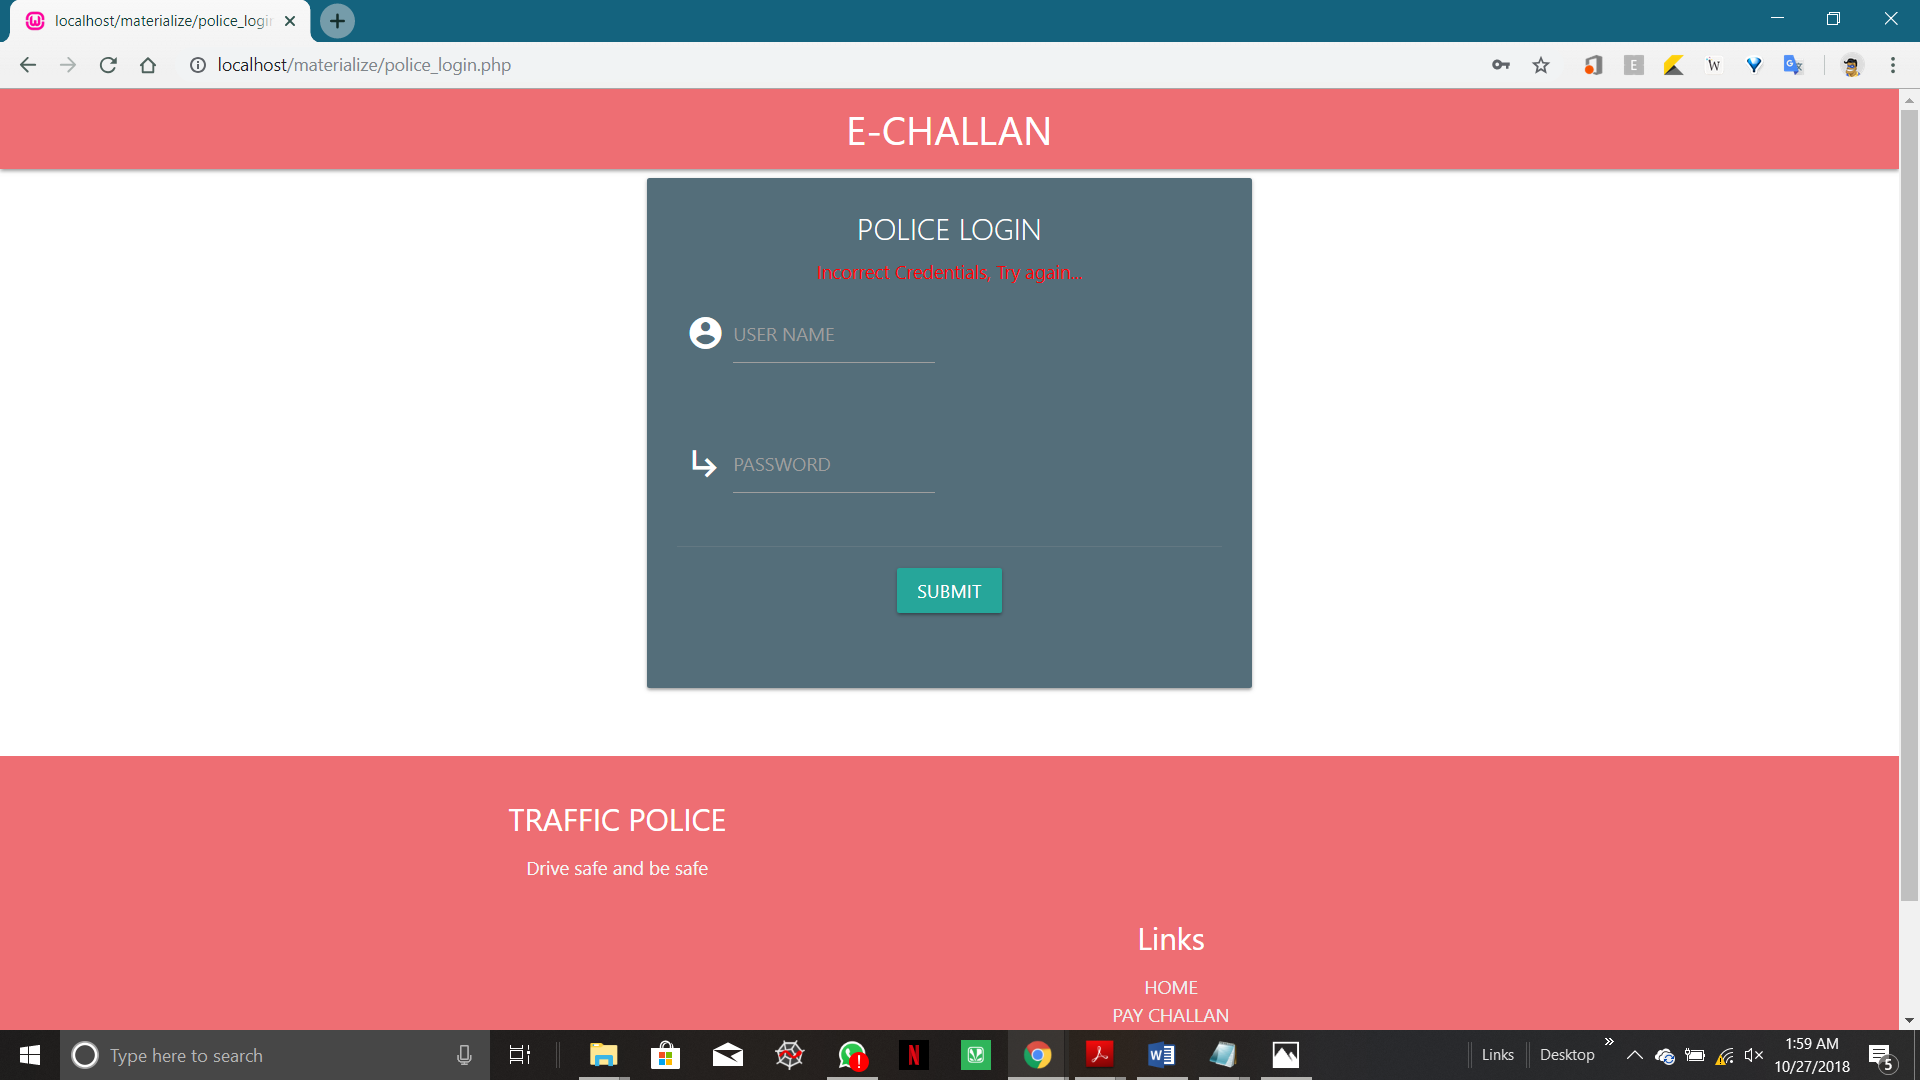 localhost/materialize/police_login
localhost/materialize/police_login.php
E
W
E-CHALLAN
POLICE LOGIN
Incorrect Credentials, Try again...
USER NAME
PASSWORD
SUBMIT
TRAFFIC POLICE
Drive safe and be safe
Links
HOME
PAY CHALLAN
Type here to search
N
W
Links
Desktop
1:59 AM
10/27/2018
5